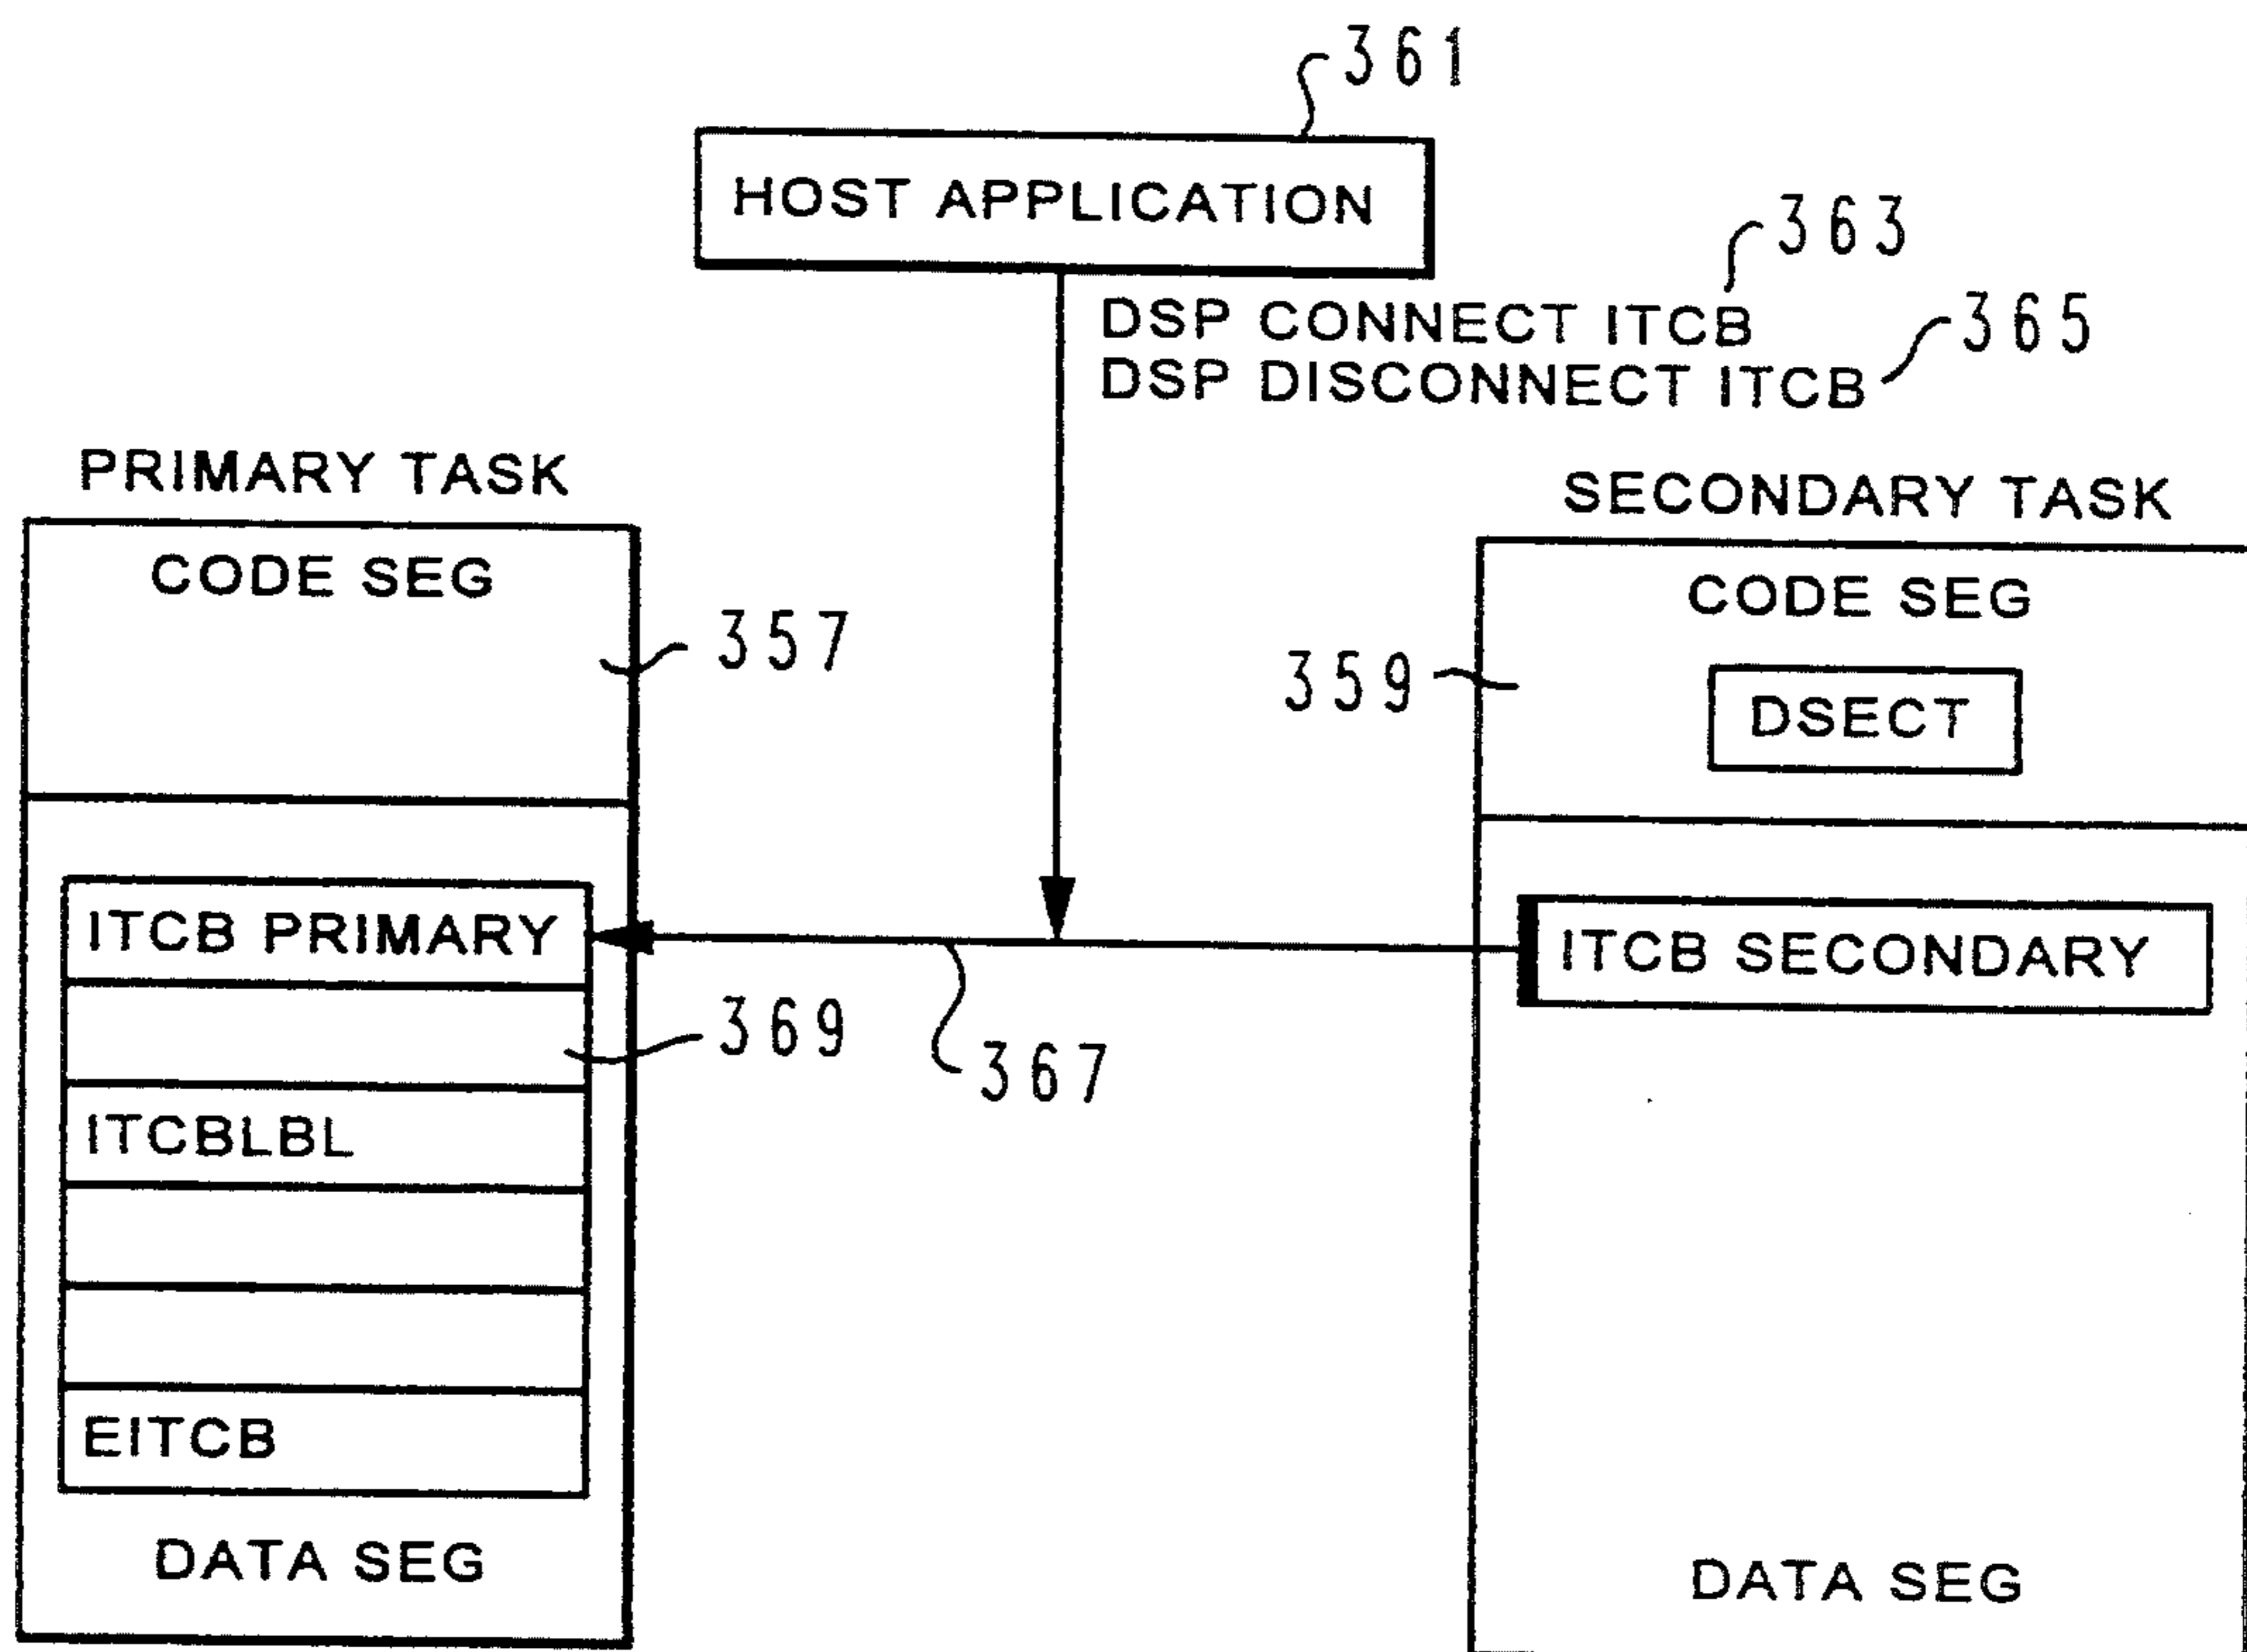 361
HOST APPLICATION
363
DSP CONNECT ITCB
365
DSP DISCONNECT ITCB
PRIMARY TASK
SECONDARY TASK
CODE SEG
CODE SEG
357
359
DSECT
ITCB PRIMARY
ITCB SECONDARY
369
367
ITCBLBL
EITCB
DATA SEG
DATA SEG